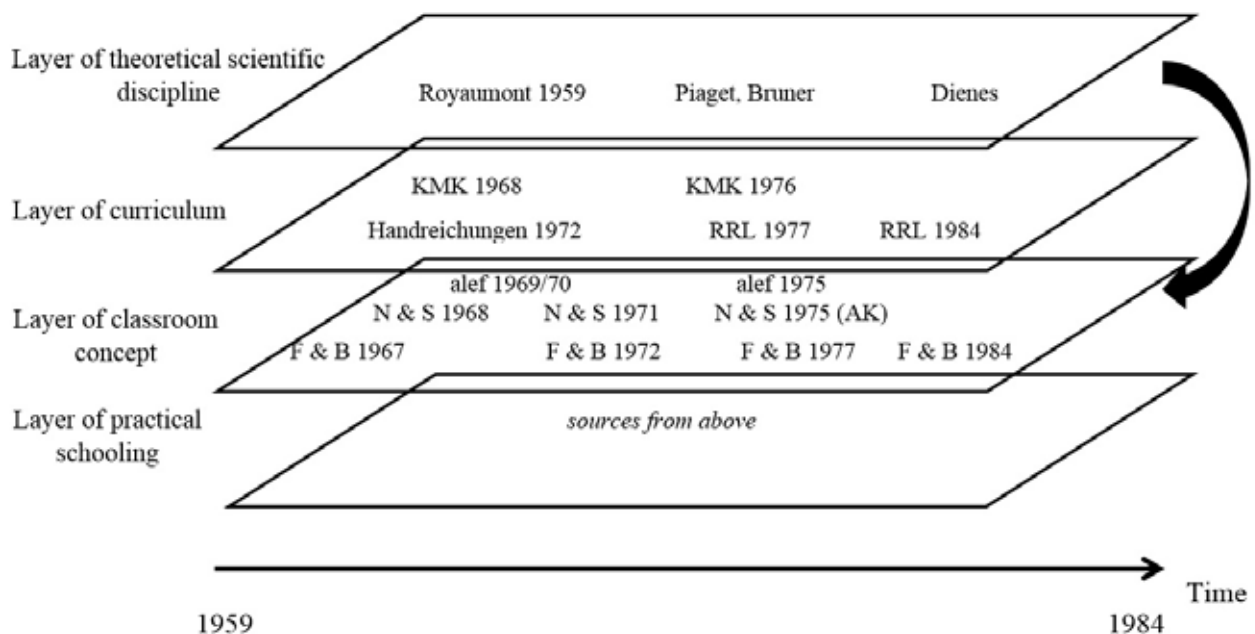 Layer of theoretical scientific
discipline
Royaumont 1959 Piaget, Bruner Dienes
KMK 1968 KMK 1976
Layer of curriculum
Handreichungen 1972 RRL 1977 RRL 1984
alef 1969/70 alef 1975
Layer of classroom
concept
N & S 1968 N & S 1971 N & S 1975 (AK)
F & B 1967 F & B 1972 F & B 1977 F & B 1984
Layer of practical
schooling
sources from above
Time
1959 1984